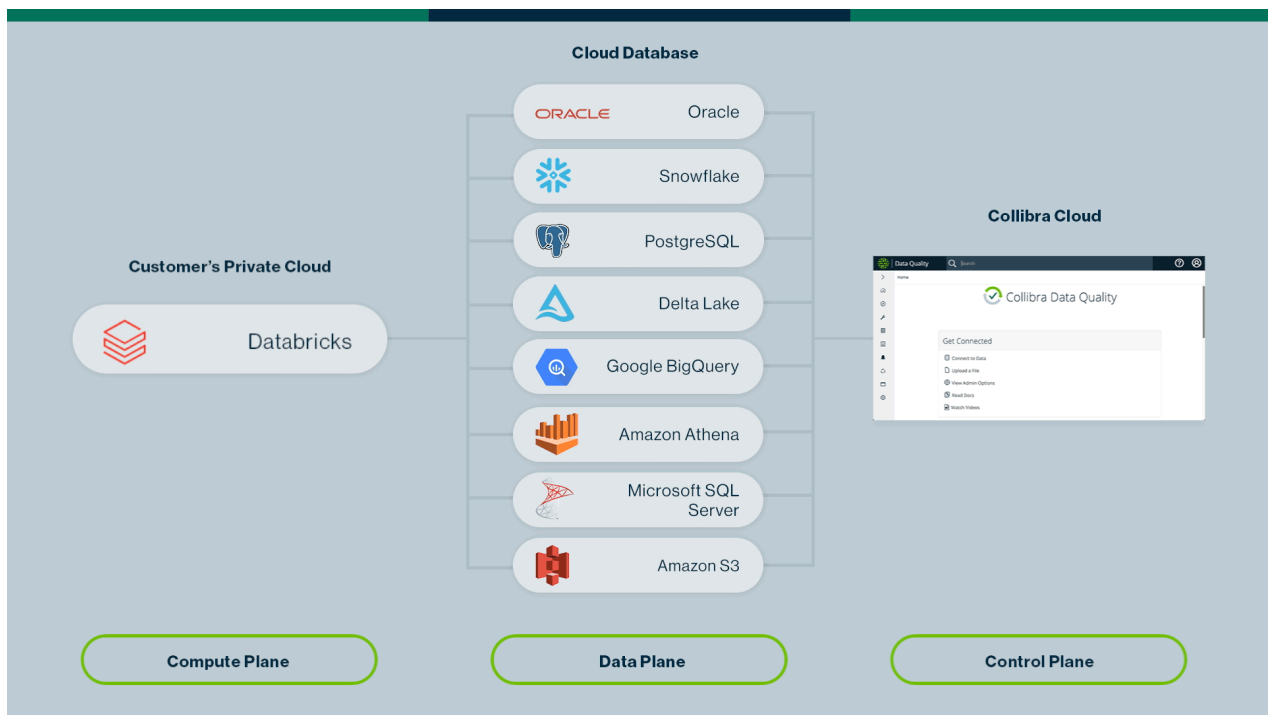 Cloud Database
ORACLE Oracle
Snowflake
PostgreSQL
Delta Lake
Google BigQuery
Amazon Athena
Microsoft SQL
Server
Amazon S3
Customer's Private Cloud
Databricks
Collibra Cloud
Data Quality
Search
Home
Collibra Data Quality
Get Connected
Connect to Data
Upload a File
View Admin Options
Read Docs
Watch Videos
Compute Plane
Data Plane
Control Plane